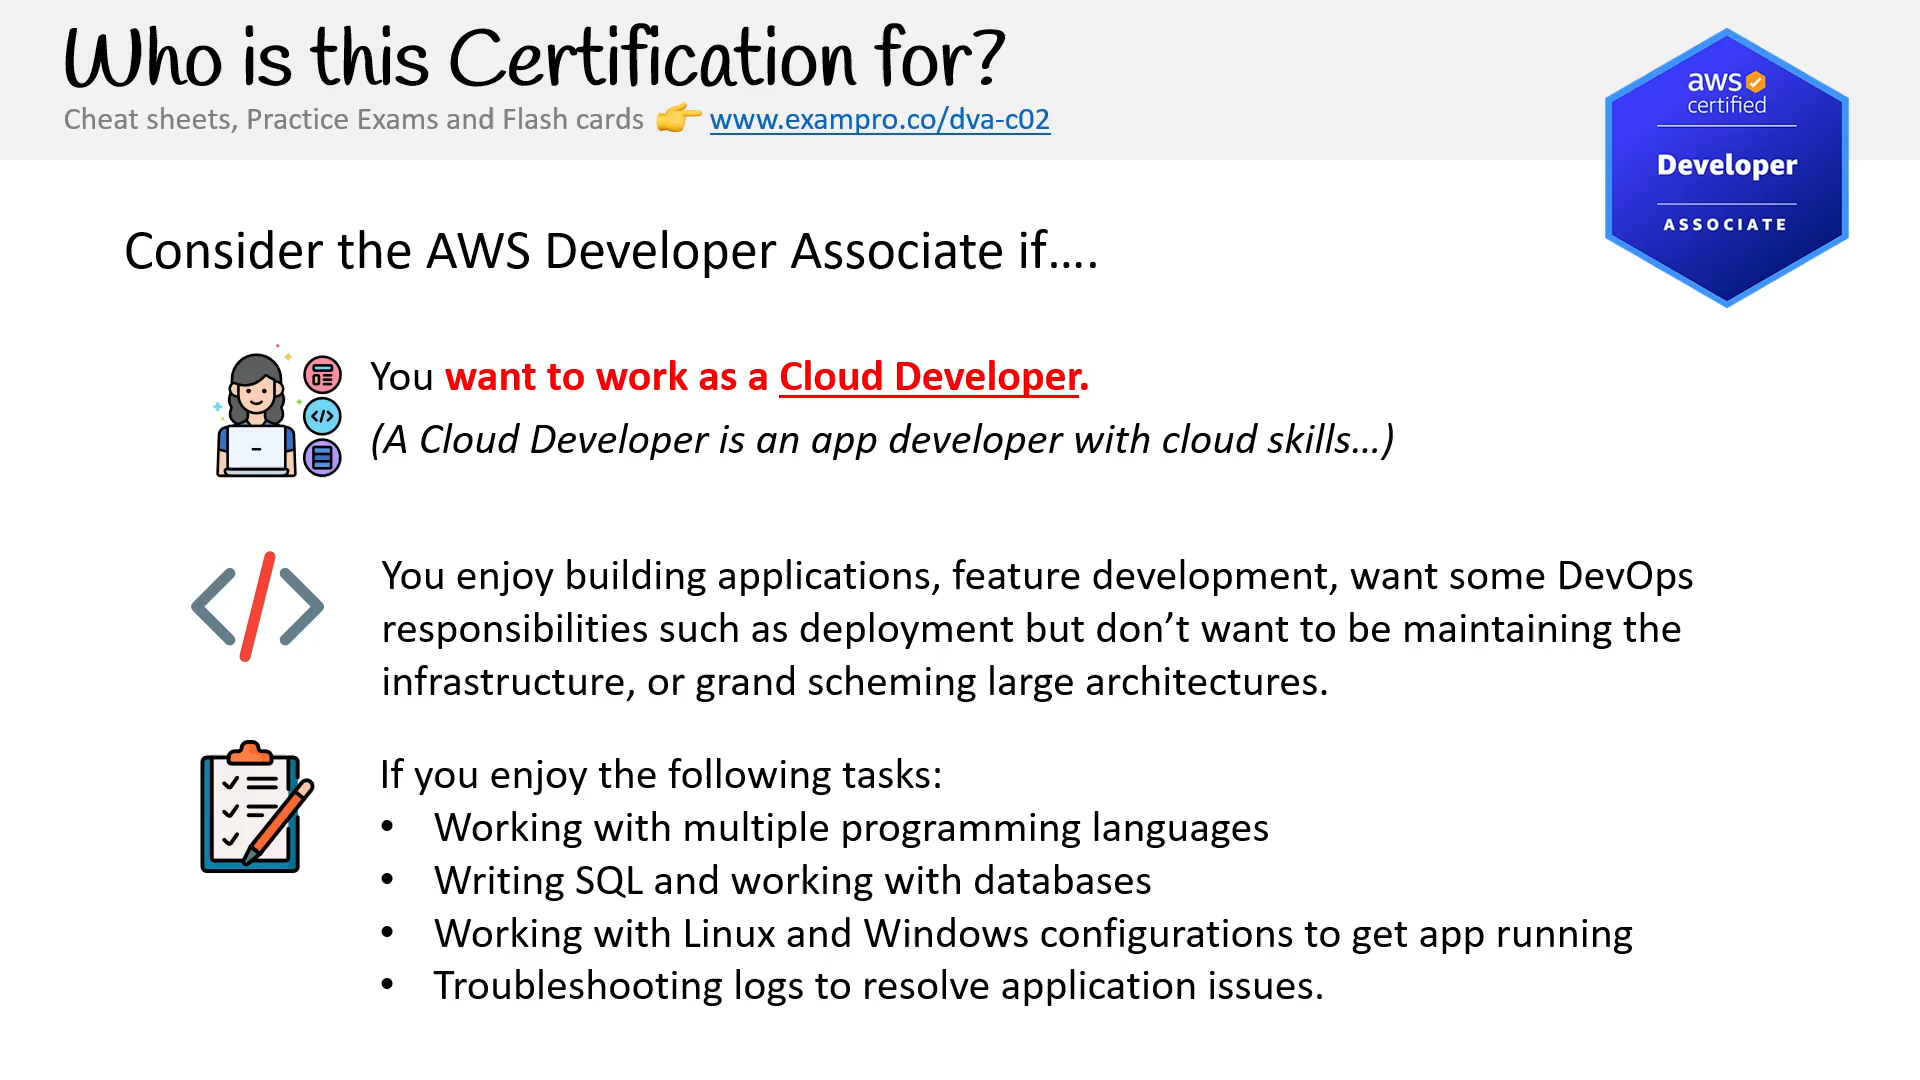 Who is this Certification for?
Cheat sheets, Practice Exams and Flash cards 👉 www.exampro.co/dva-c02
aws
certified
Developer
ASSOCIATE
Consider the AWS Developer Associate if....
You want to work as a Cloud Developer.
(A Cloud Developer is an app developer with cloud skills...)
You enjoy building applications, feature development, want some DevOps
responsibilities such as deployment but don’t want to be maintaining the
infrastructure, or grand scheming large architectures.
If you enjoy the following tasks:
• Working with multiple programming languages
• Writing SQL and working with databases
• Working with Linux and Windows configurations to get app running
• Troubleshooting logs to resolve application issues.